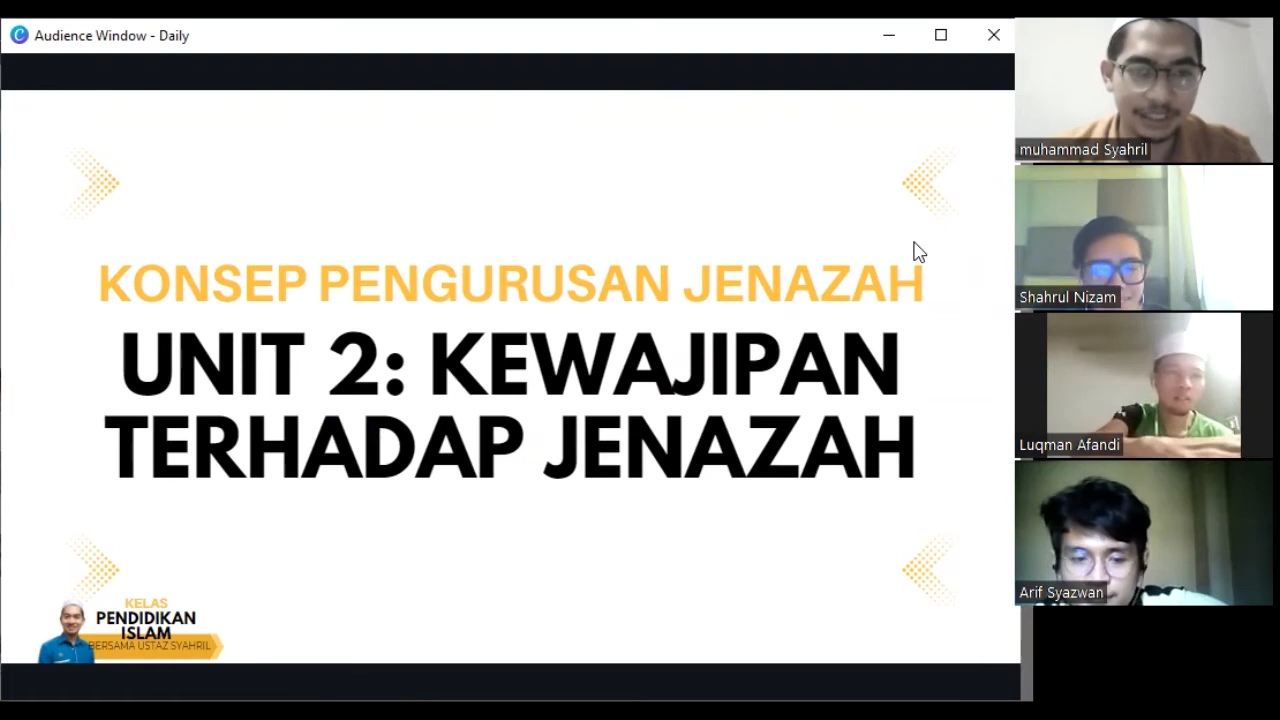 Audience Window - Daily
KONSEP PENGURUSAN JENAZAH
UNIT 2: KEWAJIPAN
TERHADAP JENAZAH
KELAS
PENDIDIKAN
ISLAM
BERSAMA USTAZ SYAHRIL
muhammad Syahril
Shahrul Nizam
Luqman Afandi
Arif Syazwan